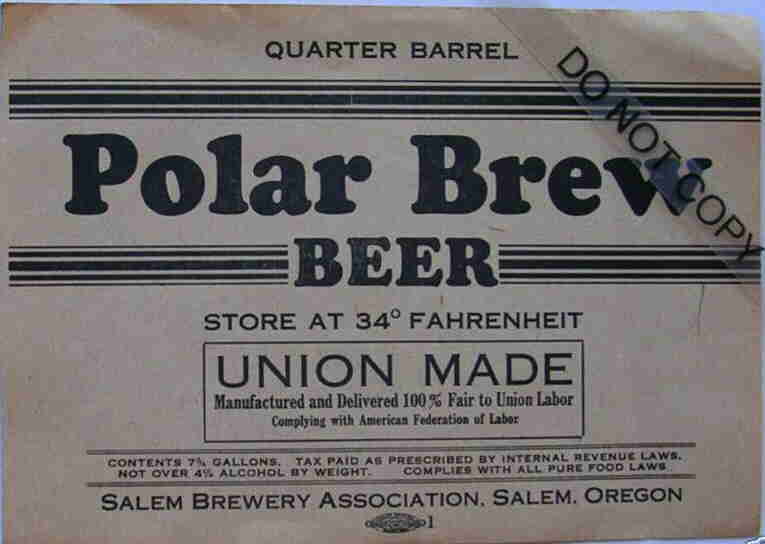 QUARTER BARREL
DO NOT COPY
Polar Brew
BEER
STORE AT 34° FAHRENHEIT
UNION MADE
Manufactured and Delivered 100% Fair to Union Labor
Complying with American Federation of Labor
CONTENTS 7¾ GALLONS. TAX PAID AS PRESCRIBED BY INTERNAL REVENUE LAWS.
NOT OVER 4% ALCOHOL BY WEIGHT. COMPLIES WITH ALL PURE FOOD LAWS
SALEM BREWERY ASSOCIATION, SALEM, OREGON
1